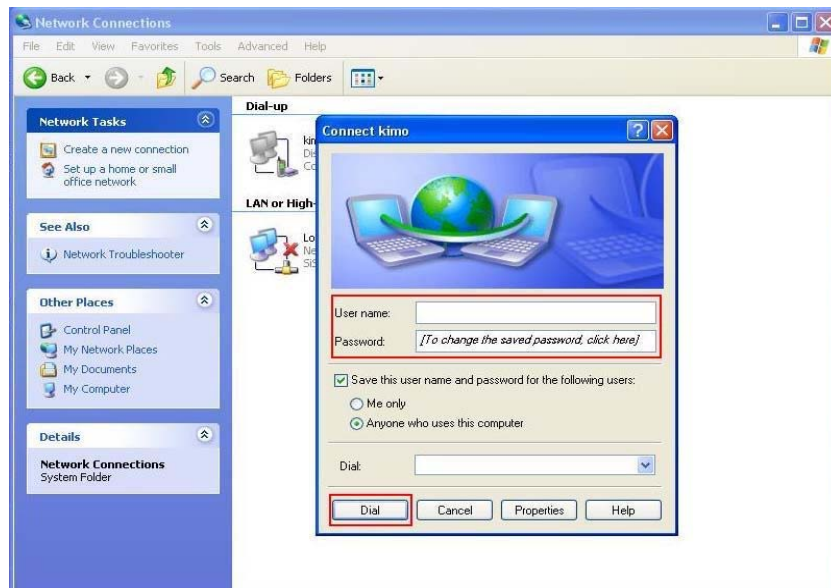 Network Connections
File Edit View Favorites Tools Advanced Help
Back Search Folders
Network Tasks
Create a new connection
Set up a home or small
office network
See Also
Network Troubleshooter
Other Places
Control Panel
My Network Places
My Documents
My Computer
Details
Network Connections
System Folder
Dial-up
LAN or High-
Connect kimo
User name:
Password: [To change the saved password, click here]
Save this user name and password for the following users:
Me only
Anyone who uses this computer
Dial:
Dial Cancel Properties Help